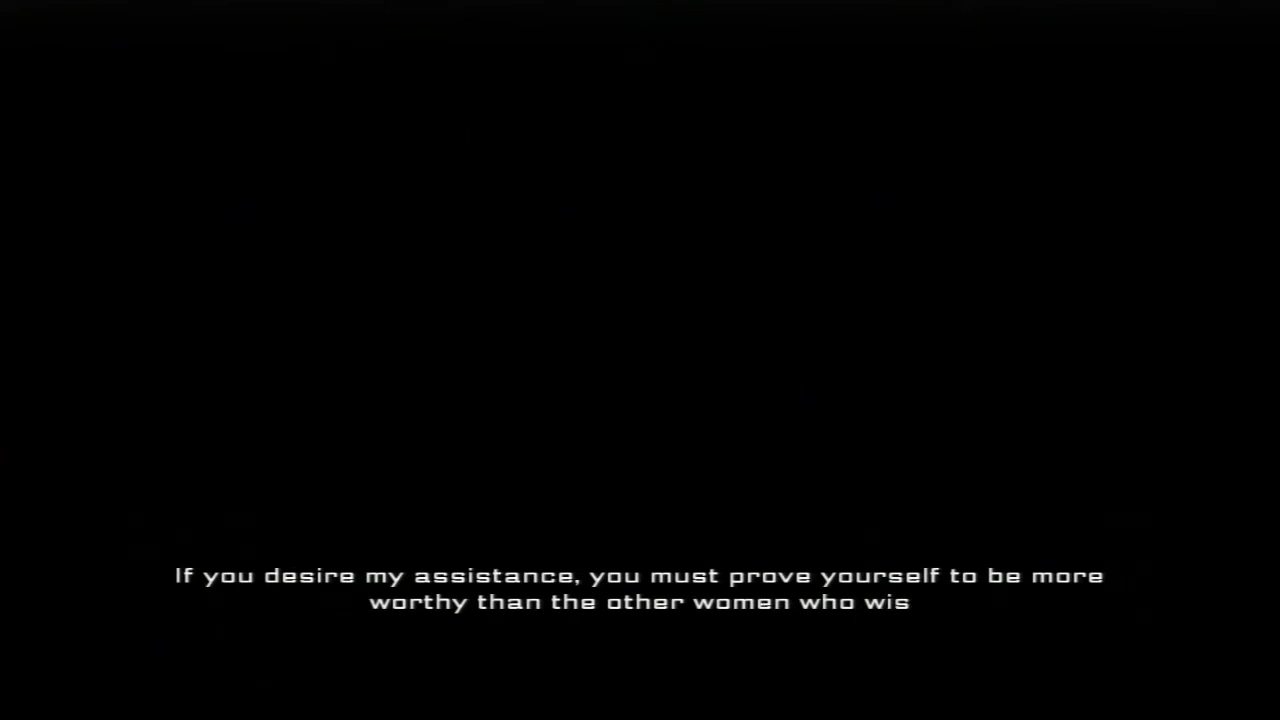 If you desire my assistance, you must prove yourself to be more
worthy than the other women who wis